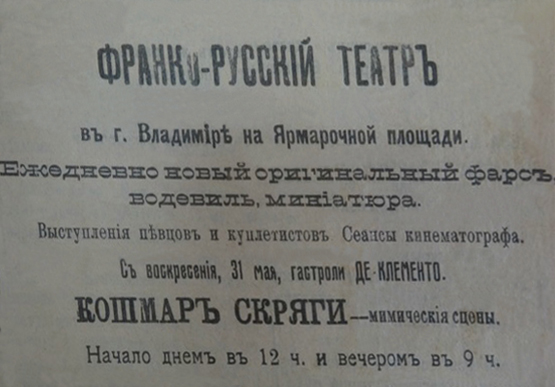 ФРАНКО-РУССКІЙ ТЕАТРЪ
въ г. Владимірѣ на Ярмарочной площади.
Ежедневно новый оригинальный фарсъ,
водевиль, миніатюра.
Выступленія пѣвцовъ и куплетистовъ Сеансы кинематографа.
Съ воскресенія, 31 мая, гастроли ДЕ-КЛЕМЕНТО.
КОШМАРЪ СКРЯГИ—мимическія сцены.
Начало днемъ въ 12 ч. и вечеромъ въ 9 ч.